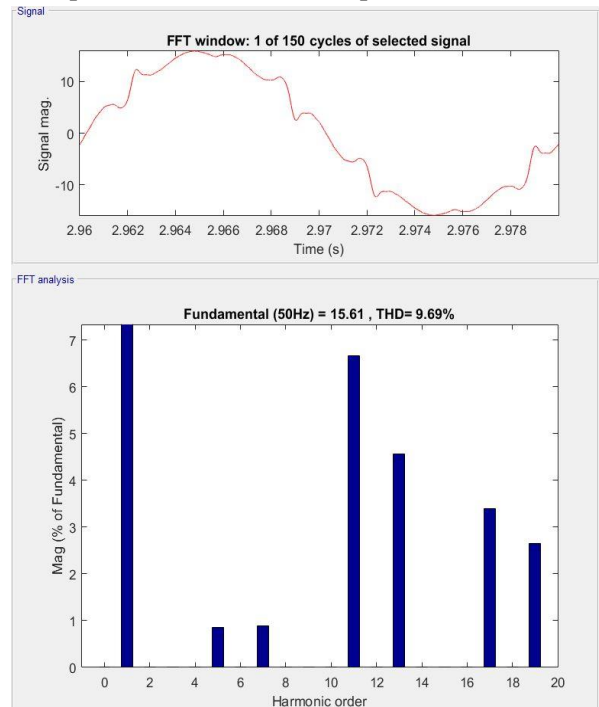 Signal
FFT window: 1 of 150 cycles of selected signal
10
0
-10
Signal mag.
2.96 2.962 2.964 2.966 2.968 2.97 2.972 2.974 2.976 2.978
Time (s)
FFT analysis
Fundamental (50Hz) = 15.61 , THD= 9.69%
7
6
5
4
3
2
1
0
Mag (% of Fundamental)
0 2 4 6 8 10 12 14 16 18 20
Harmonic order